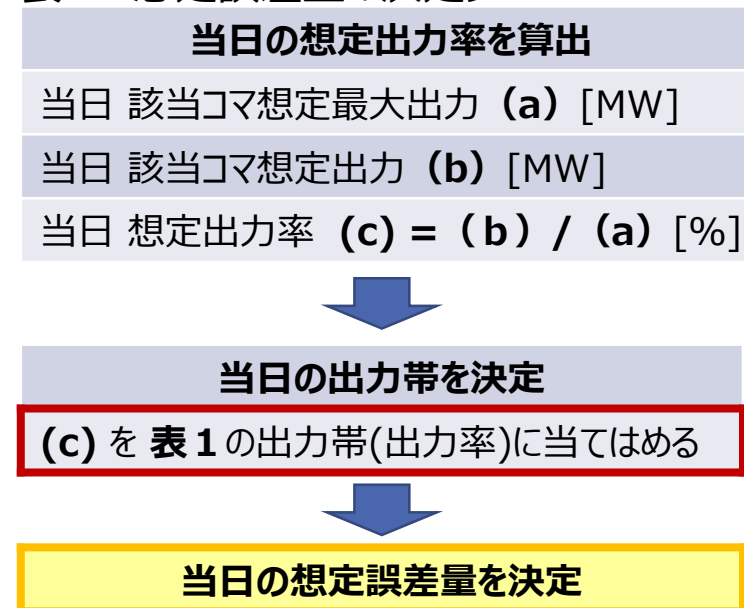 当日の想定出力率を算出
当日 該当コマ想定最大出力（a）[MW]
当日 該当コマ想定出力（b）[MW]
当日 想定出力率 (c) =（ｂ）/（a）[%]
当日の出力帯を決定
(c) を 表１の出力帯(出力率)に当てはめる
当日の想定誤差量を決定